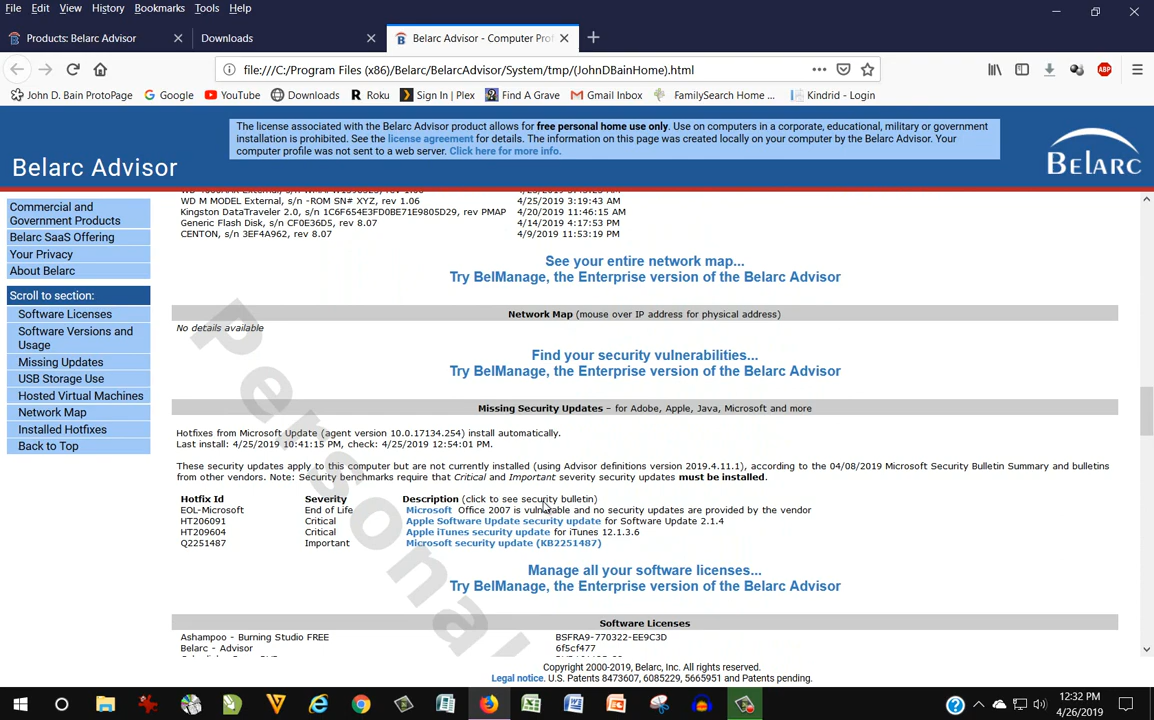 File Edit View History Bookmarks Tools Help
Products: Belarc Advisor Downloads Belarc Advisor - Computer Prof
file:///C:/Program Files (x86)/Belarc/BelarcAdvisor/System/tmp/(JohnDBainHome).html
John D. Bain ProtoPage Google YouTube Downloads Roku Sign In | Plex Find A Grave Gmail Inbox FamilySearch Home ... Kindrid - Login
The license associated with the Belarc Advisor product allows for free personal home use only. Use on computers in a corporate, educational, military or government
installation is prohibited. See the license agreement for details. The information on this page was created locally on your computer by the Belarc Advisor. Your
computer profile was not sent to a web server. Click here for more info.
Belarc Advisor
BELARC
Commercial and
Government Products
Belarc SaaS Offering
Your Privacy
About Belarc
Scroll to section:
Software Licenses
Software Versions and
Usage
Missing Updates
USB Storage Use
Hosted Virtual Machines
Network Map
Installed Hotfixes
Back to Top
WD M MODEL External, s/n -ROM SN# XYZ, rev 1.06 4/25/2019 3:19:43 AM
Kingston DataTraveler 2.0, s/n 1C6F654E3FD0BE71E9805D29, rev PMAP 4/20/2019 11:46:15 AM
Generic Flash Disk, s/n CF0E36D5, rev 8.07 4/14/2019 4:17:53 PM
CENTON, s/n 3EF4A962, rev 8.07 4/9/2019 11:53:19 PM
See your entire network map...
Try BelManage, the Enterprise version of the Belarc Advisor
Network Map (mouse over IP address for physical address)
No details available
Find your security vulnerabilities...
Try BelManage, the Enterprise version of the Belarc Advisor
Missing Security Updates – for Adobe, Apple, Java, Microsoft and more
Hotfixes from Microsoft Update (agent version 10.0.17134.254) install automatically.
Last install: 4/25/2019 10:41:15 PM, check: 4/25/2019 12:54:01 PM.
These security updates apply to this computer but are not currently installed (using Advisor definitions version 2019.4.11.1), according to the 04/08/2019 Microsoft Security Bulletin Summary and bulletins
from other vendors. Note: Security benchmarks require that Critical and Important severity security updates must be installed.
Hotfix Id Severity Description (click to see security bulletin)
EOL-Microsoft End of Life Microsoft Office 2007 is vulnerable and no security updates are provided by the vendor
HT206091 Critical Apple Software Update security update for Software Update 2.1.4
HT209604 Critical Apple iTunes security update for iTunes 12.1.3.6
Q2251487 Important Microsoft security update (KB2251487)
Manage all your software licenses...
Try BelManage, the Enterprise version of the Belarc Advisor
Software Licenses
Ashampoo - Burning Studio FREE BSFRA9-770322-EE9C3D
Belarc - Advisor 6f5cf477
Personal
Copyright 2000-2019, Belarc, Inc. All rights reserved.
Legal notice. U.S. Patents 8473607, 6085229, 5665951 and Patents pending.
12:32 PM
4/26/2019